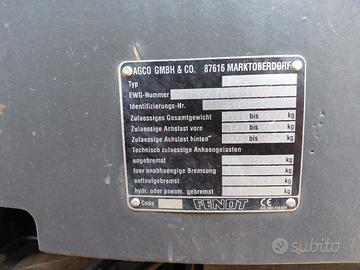 AGCO GMBH & CO. 87616 MARKTOBERDORF
Typ
EWG-Nummer
Identifizierungs-Nr.
Zulaessiges Gesamtgewicht bis kg
Zulaessige Achslast vorn bis kg
Zulaessige Achslast hinten bis kg
Technisch zulaessige Anhaengelasten
ungebremst kg
fuer unabhaengige Bremsung kg
auflaufgebremst kg
hydr. oder pneum. gebremst kg
Code FENDT CE
subito